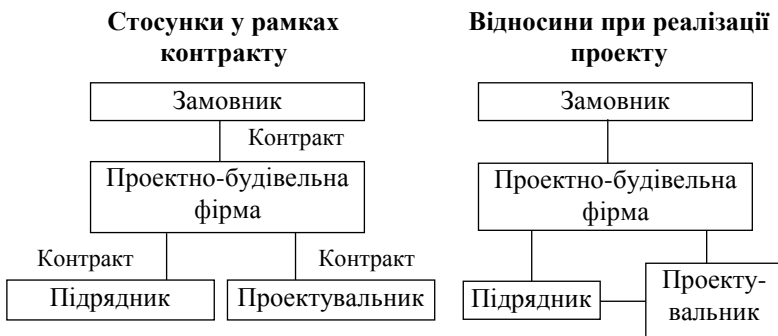 Стосунки у рамках
контракту
Замовник
Контракт
Проектно-будівельна
фірма
Контракт
Контракт
Підрядник
Проектувальник
Відносини при реалізації
проекту
Замовник
Проектно-будівельна
фірма
Підрядник
Проекту-
вальник